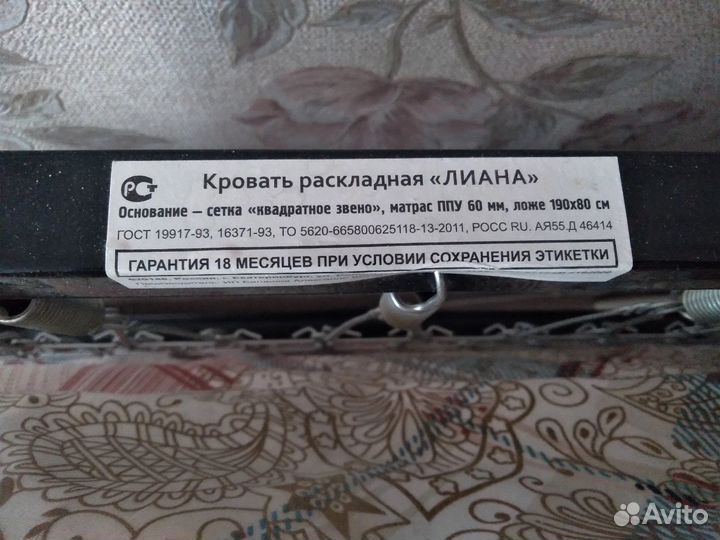 РСТ
Кровать раскладная «ЛИАНА»
Основание – сетка «квадратное звено», матрас ППУ 60 мм, ложе 190х80 см
ГОСТ 19917-93, 16371-93, ТО 5620-665800625118-13-2011, РОСС RU. АЯ55.Д 46414
ГАРАНТИЯ 18 МЕСЯЦЕВ ПРИ УСЛОВИИ СОХРАНЕНИЯ ЭТИКЕТКИ
Avito